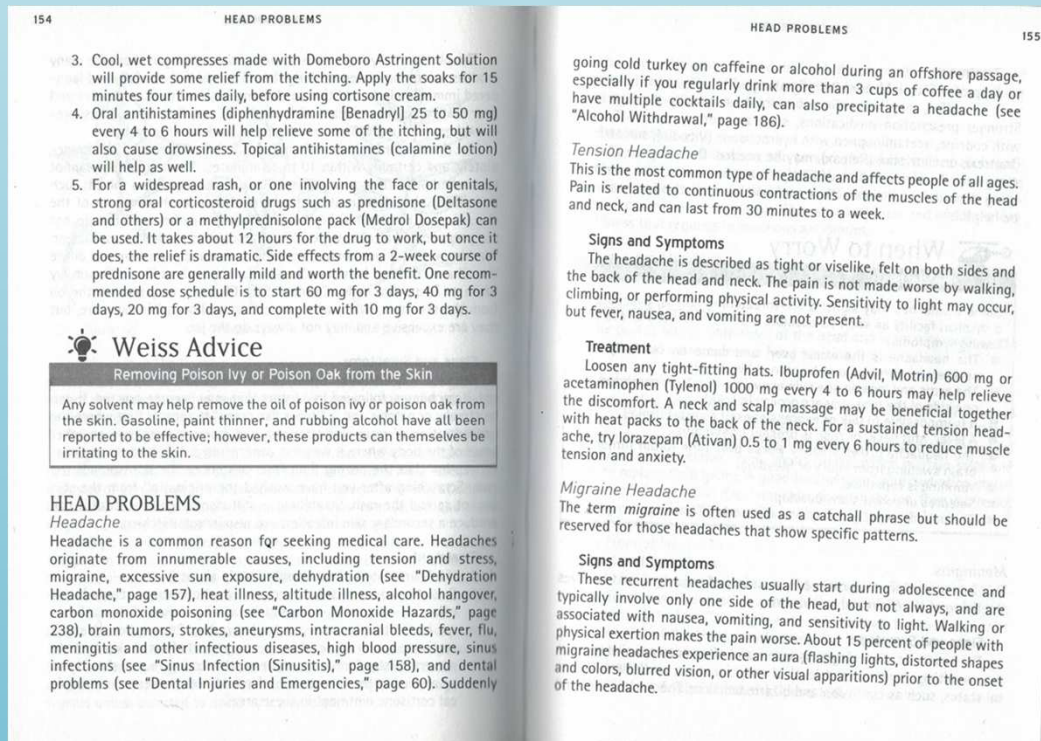 154
HEAD PROBLEMS
3. Cool, wet compresses made with Domeboro Astringent Solution
will provide some relief from the itching. Apply the soaks for 15
minutes four times daily, before using cortisone cream.
4. Oral antihistamines (diphenhydramine [Benadryl] 25 to 50 mg)
every 4 to 6 hours will help relieve some of the itching, but will
also cause drowsiness. Topical antihistamines (calamine lotion)
will help as well.
5. For a widespread rash, or one involving the face or genitals,
strong oral corticosteroid drugs such as prednisone (Deltasone
and others) or a methylprednisolone pack (Medrol Dosepak) can
be used. It takes about 12 hours for the drug to work, but once it
does, the relief is dramatic. Side effects from a 2-week course of
prednisone are generally mild and worth the benefit. One recom-
mended dose schedule is to start 60 mg for 3 days, 40 mg for 3
days, 20 mg for 3 days, and complete with 10 mg for 3 days.
Weiss Advice
Removing Poison Ivy or Poison Oak from the Skin
Any solvent may help remove the oil of poison ivy or poison oak from
the skin. Gasoline, paint thinner, and rubbing alcohol have all been
reported to be effective; however, these products can themselves be
irritating to the skin.
HEAD PROBLEMS
Headache
Headache is a common reason for seeking medical care. Headaches
originate from innumerable causes, including tension and stress,
migraine, excessive sun exposure, dehydration (see "Dehydration
Headache," page 157), heat illness, altitude illness, alcohol hangover,
carbon monoxide poisoning (see "Carbon Monoxide Hazards," page
238), brain tumors, strokes, aneurysms, intracranial bleeds, fever, flu,
meningitis and other infectious diseases, high blood pressure, sinus
infections (see "Sinus Infection (Sinusitis)," page 158), and dental
problems (see "Dental Injuries and Emergencies," page 60). Suddenly
HEAD PROBLEMS
155
going cold turkey on caffeine or alcohol during an offshore passage,
especially if you regularly drink more than 3 cups of coffee a day or
have multiple cocktails daily, can also precipitate a headache (see
"Alcohol Withdrawal," page 186).
Tension Headache
This is the most common type of headache and affects people of all ages.
Pain is related to continuous contractions of the muscles of the head
and neck, and can last from 30 minutes to a week.
Signs and Symptoms
The headache is described as tight or viselike, felt on both sides and
the back of the head and neck. The pain is not made worse by walking,
climbing, or performing physical activity. Sensitivity to light may occur,
but fever, nausea, and vomiting are not present.
Treatment
Loosen any tight-fitting hats. Ibuprofen (Advil, Motrin) 600 mg or
acetaminophen (Tylenol) 1000 mg every 4 to 6 hours may help relieve
the discomfort. A neck and scalp massage may be beneficial together
with heat packs to the back of the neck. For a sustained tension head-
ache, try lorazepam (Ativan) 0.5 to 1 mg every 6 hours to reduce muscle
tension and anxiety.
Migraine Headache
The term migraine is often used as a catchall phrase but should be
reserved for those headaches that show specific patterns.
Signs and Symptoms
These recurrent headaches usually start during adolescence and
typically involve only one side of the head, but not always, and are
associated with nausea, vomiting, and sensitivity to light. Walking or
physical exertion makes the pain worse. About 15 percent of people with
migraine headaches experience an aura (flashing lights, distorted shapes
and colors, blurred vision, or other visual apparitions) prior to the onset
of the headache.